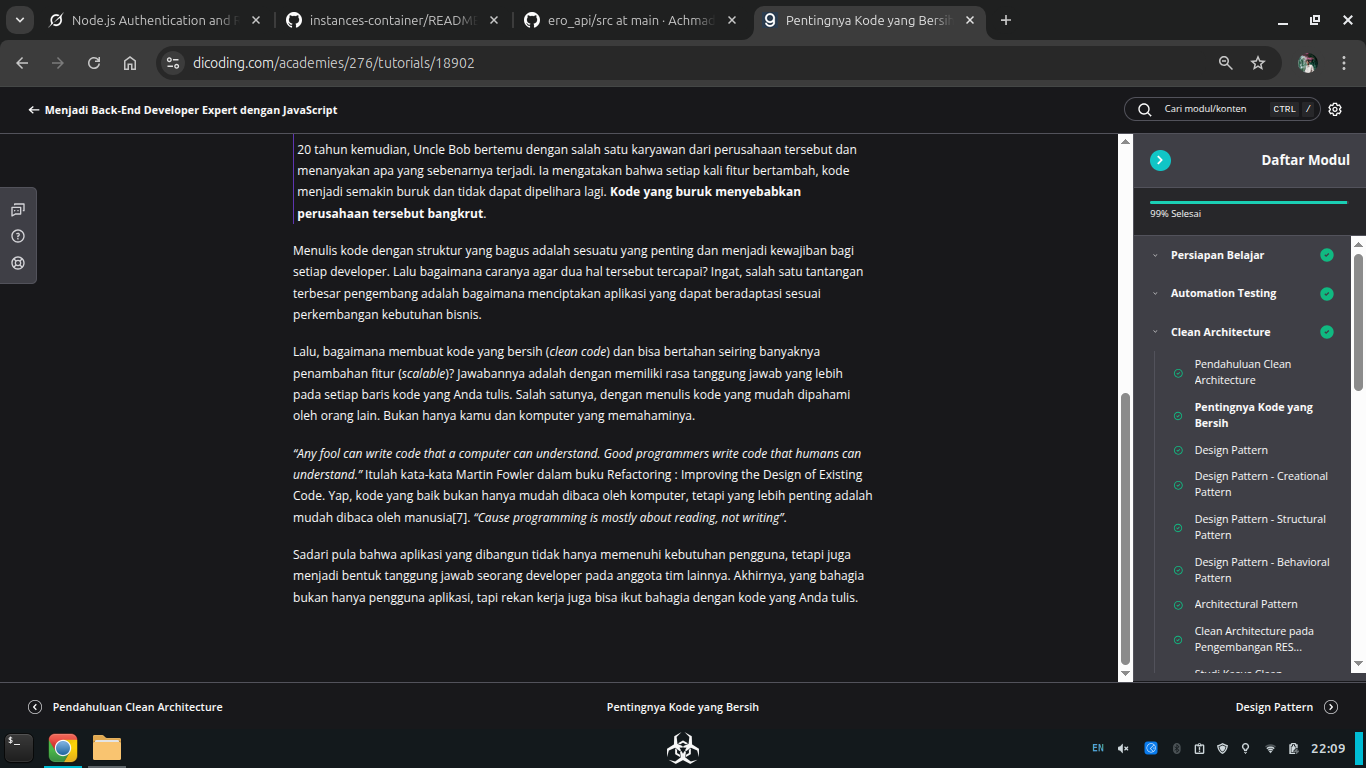 Node.js Authentication and
instances-container/README
ero_api/src at main · Achmad
Pentingnya Kode yang Bersih
dicoding.com/academies/276/tutorials/18902
Menjadi Back-End Developer Expert dengan JavaScript
Cari modul/konten CTRL /
20 tahun kemudian, Uncle Bob bertemu dengan salah satu karyawan dari perusahaan tersebut dan
menanyakan apa yang sebenarnya terjadi. Ia mengatakan bahwa setiap kali fitur bertambah, kode
menjadi semakin buruk dan tidak dapat dipelihara lagi. Kode yang buruk menyebabkan
perusahaan tersebut bangkrut.
Menulis kode dengan struktur yang bagus adalah sesuatu yang penting dan menjadi kewajiban bagi
setiap developer. Lalu bagaimana caranya agar dua hal tersebut tercapai? Ingat, salah satu tantangan
terbesar pengembang adalah bagaimana menciptakan aplikasi yang dapat beradaptasi sesuai
perkembangan kebutuhan bisnis.
Lalu, bagaimana membuat kode yang bersih (clean code) dan bisa bertahan seiring banyaknya
penambahan fitur (scalable)? Jawabannya adalah dengan memiliki rasa tanggung jawab yang lebih
pada setiap baris kode yang Anda tulis. Salah satunya, dengan menulis kode yang mudah dipahami
oleh orang lain. Bukan hanya kamu dan komputer yang memahaminya.
“Any fool can write code that a computer can understand. Good programmers write code that humans can
understand.” Itulah kata-kata Martin Fowler dalam buku Refactoring : Improving the Design of Existing
Code. Yap, kode yang baik bukan hanya mudah dibaca oleh komputer, tetapi yang lebih penting adalah
mudah dibaca oleh manusia[7]. “Cause programming is mostly about reading, not writing”.
Sadari pula bahwa aplikasi yang dibangun tidak hanya memenuhi kebutuhan pengguna, tetapi juga
menjadi bentuk tanggung jawab seorang developer pada anggota tim lainnya. Akhirnya, yang bahagia
bukan hanya pengguna aplikasi, tapi rekan kerja juga bisa ikut bahagia dengan kode yang Anda tulis.
Daftar Modul
99% Selesai
Persiapan Belajar
Automation Testing
Clean Architecture
Pendahuluan Clean
Architecture
Pentingnya Kode yang
Bersih
Design Pattern
Design Pattern - Creational
Pattern
Design Pattern - Structural
Pattern
Design Pattern - Behavioral
Pattern
Architectural Pattern
Clean Architecture pada
Pengembangan RES...
Studi Kasus Clean
Pendahuluan Clean Architecture
Pentingnya Kode yang Bersih
Design Pattern
EN
22:09